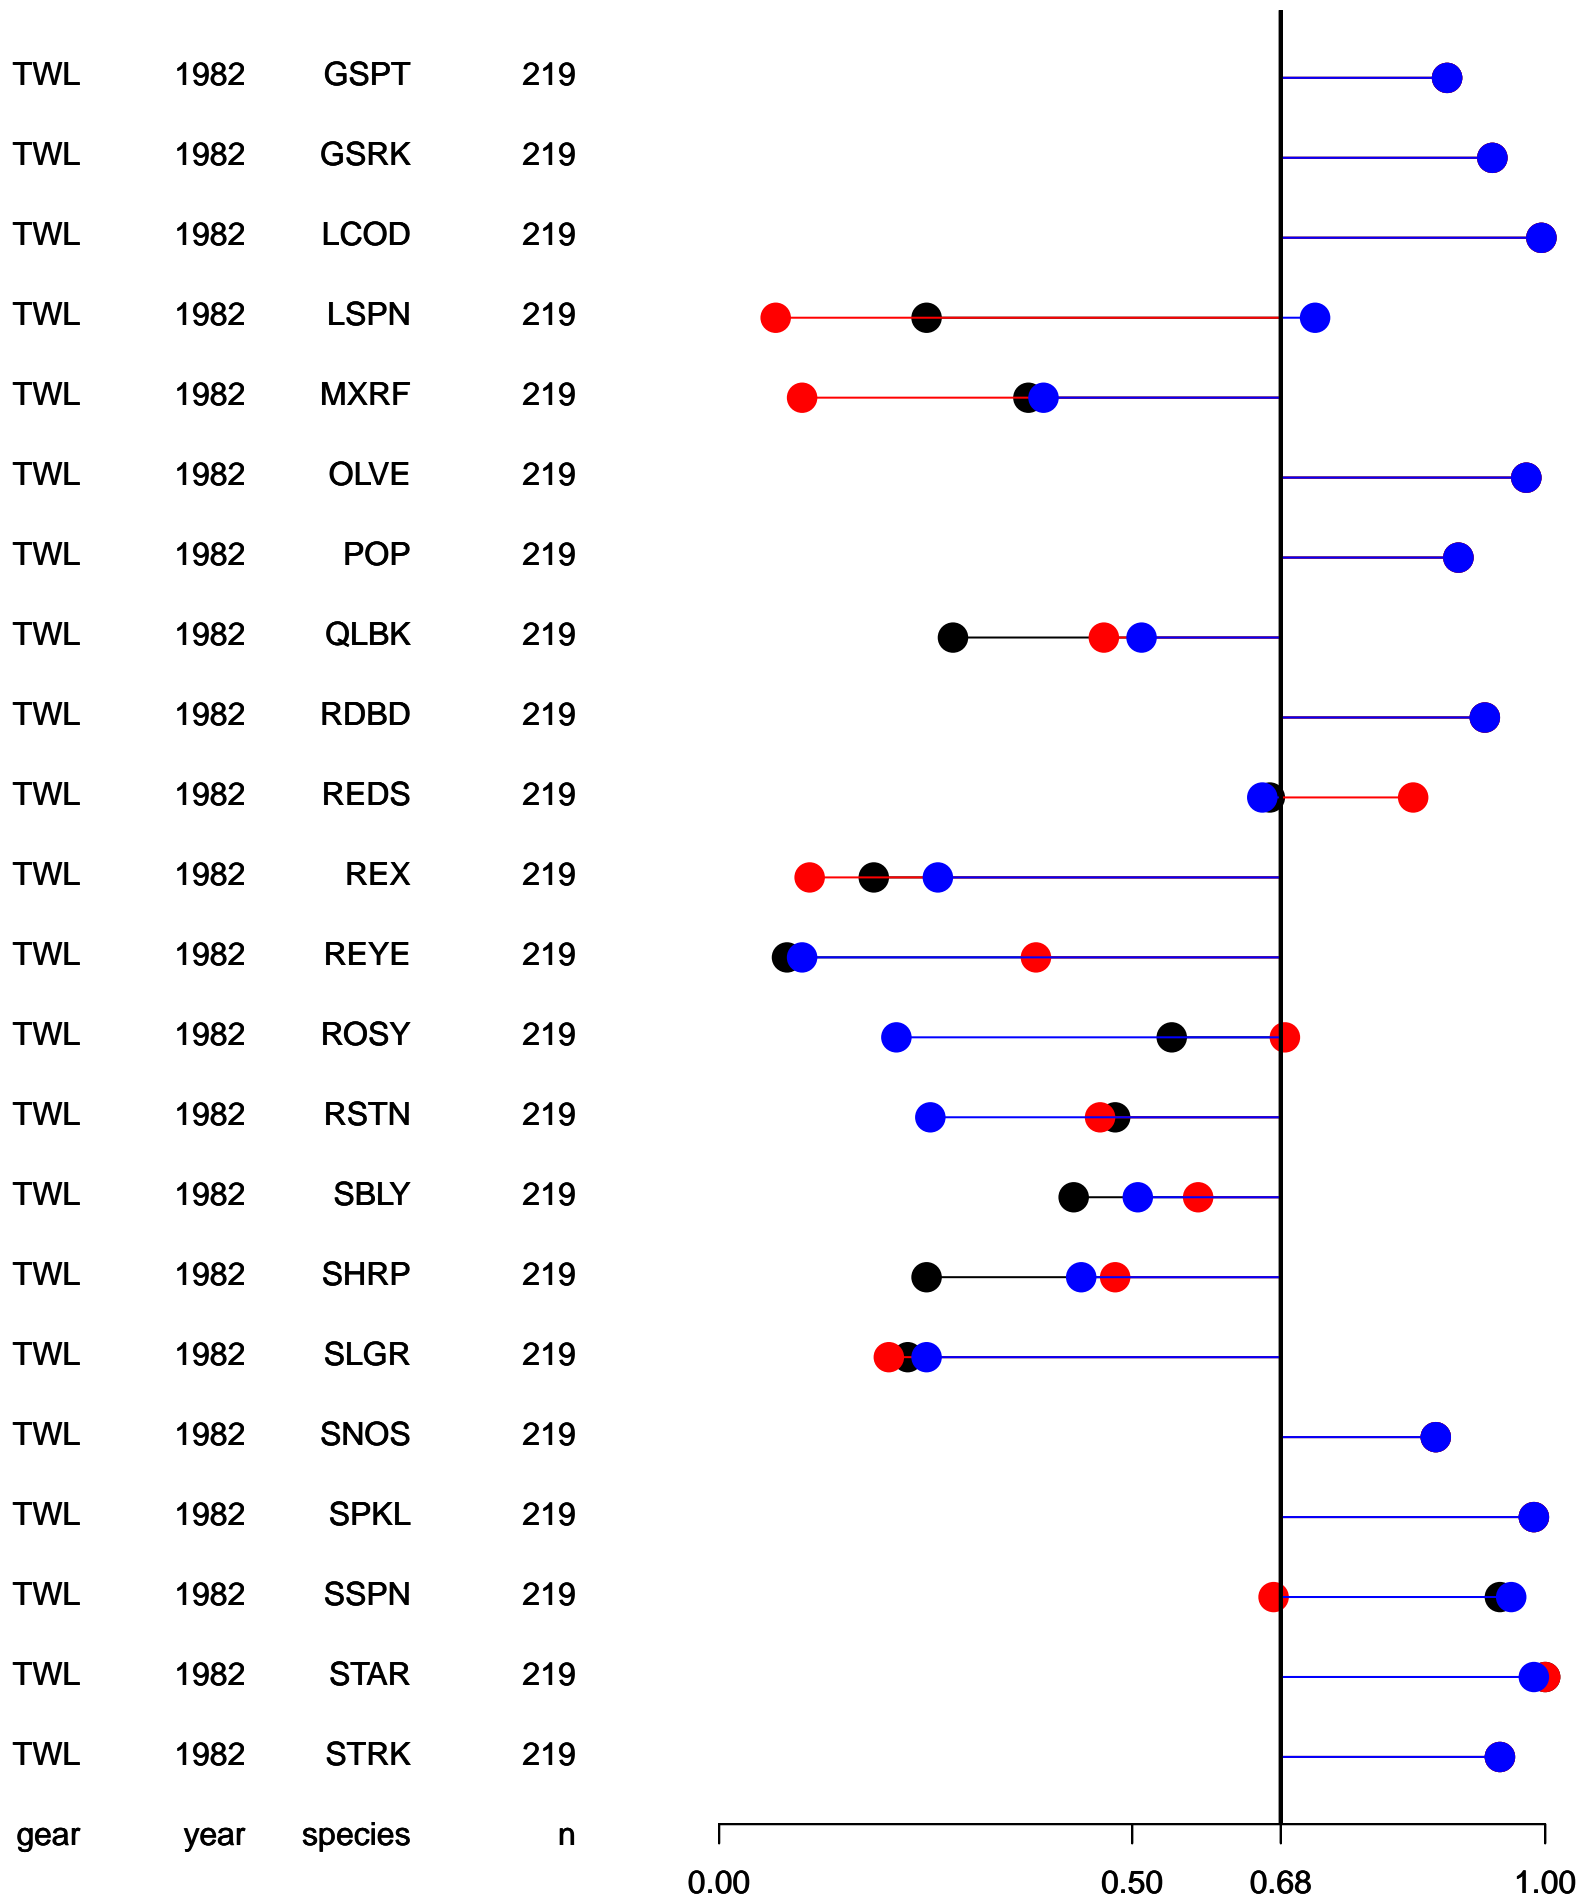 TWL 1982 GSPT 219
TWL 1982 GSRK 219
TWL 1982 LCOD 219
TWL 1982 LSPN 219
TWL 1982 MXRF 219
TWL 1982 OLVE 219
TWL 1982 POP 219
TWL 1982 QLBK 219
TWL 1982 RDBD 219
TWL 1982 REDS 219
TWL 1982 REX 219
TWL 1982 REYE 219
TWL 1982 ROSY 219
TWL 1982 RSTN 219
TWL 1982 SBLY 219
TWL 1982 SHRP 219
TWL 1982 SLGR 219
TWL 1982 SNOS 219
TWL 1982 SPKL 219
TWL 1982 SSPN 219
TWL 1982 STAR 219
TWL 1982 STRK 219
gear year species n
0.00 0.50 0.68 1.00